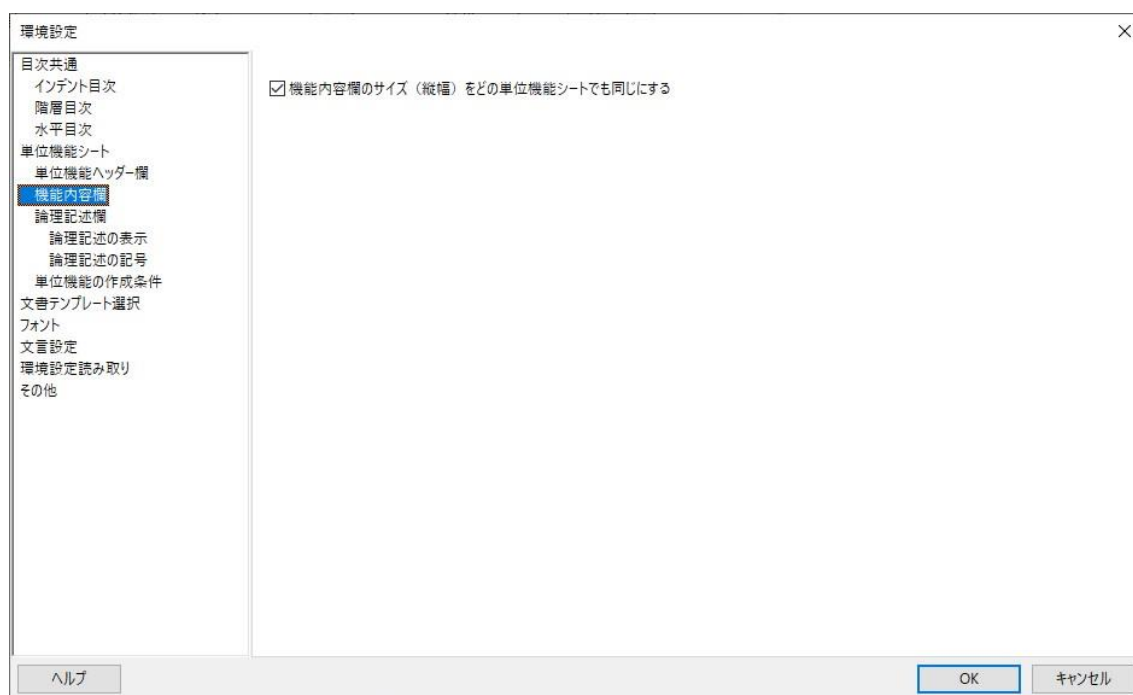 環境設定
目次共通
インデント目次
階層目次
水平目次
単位機能シート
単位機能ヘッダー欄
機能内容欄
論理記述欄
論理記述の表示
論理記述の記号
単位機能の作成条件
文書テンプレート選択
フォント
文言設定
環境設定読み取り
その他
機能内容欄のサイズ（縦幅）をどの単位機能シートでも同じにする
ヘルプ
OK
キャンセル